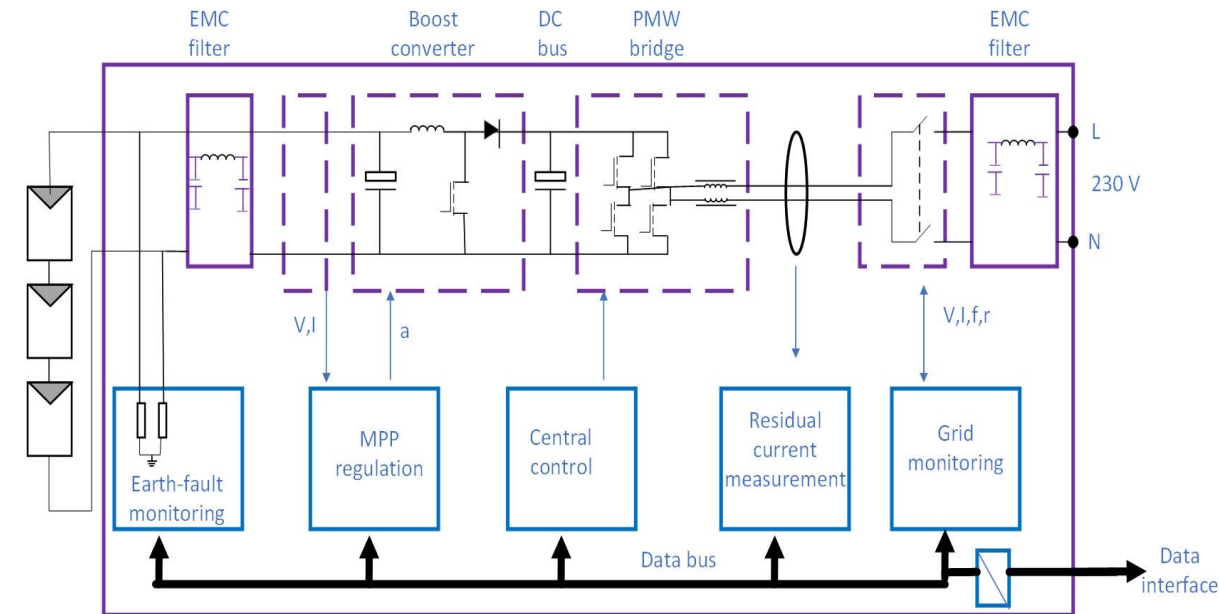 EMC
filter
Boost
converter
DC
bus
PMW
bridge
EMC
filter
L
230 V
N
V,I
a
V,I,f,r
Earth-fault
monitoring
MPP
regulation
Central
control
Residual
current
measurement
Grid
monitoring
Data bus
Data
interface